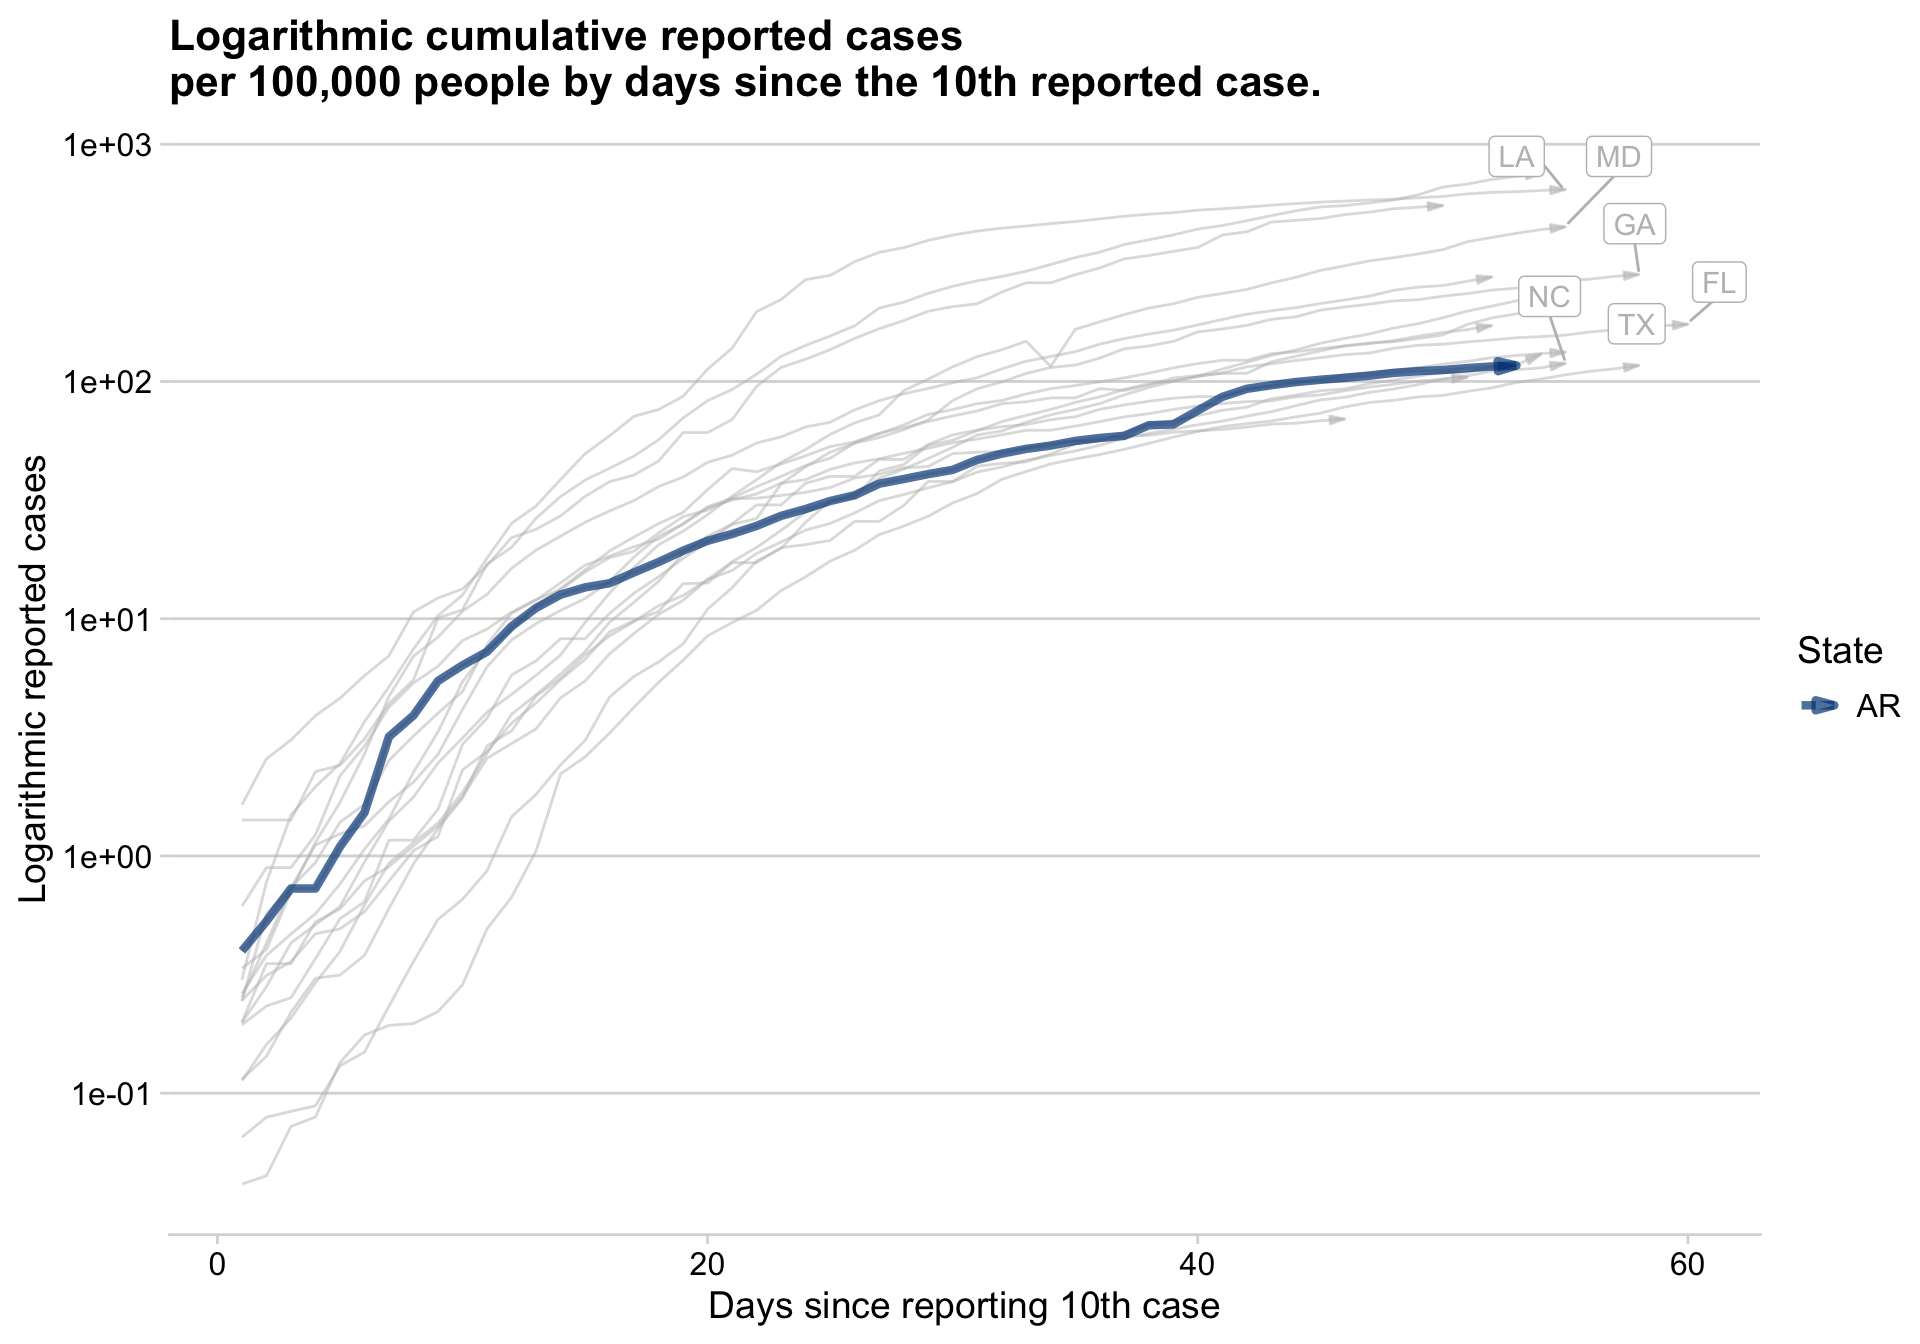 Logarithmic cumulative reported cases
per 100,000 people by days since the 10th reported case.
1e+03
1e+02
1e+01
1e+00
1e-01
Logarithmic reported cases
LA
MD
GA
FL
NC
TX
State
AR
0
20
40
60
Days since reporting 10th case